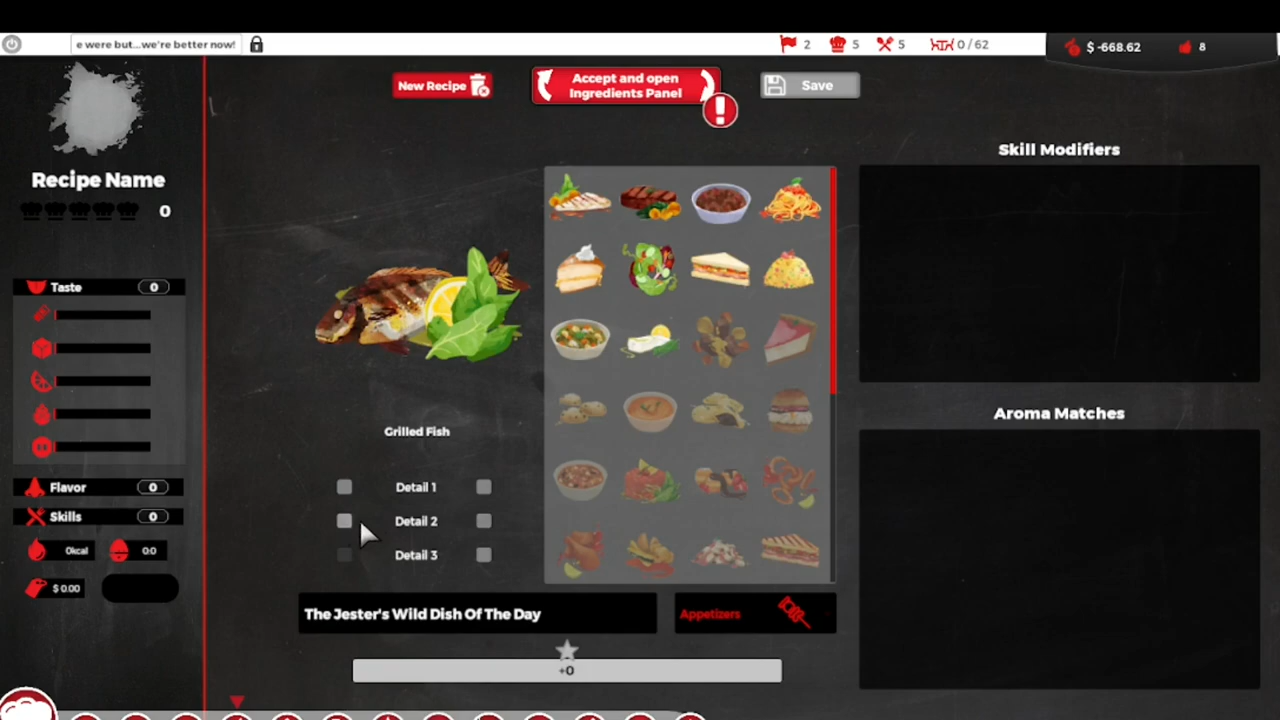 e were but...we're better now!
2
5
5
0 / 62
$ -668.62
8
New Recipe
Accept and open
Ingredients Panel
!
Save
Recipe Name
0
Skill Modifiers
Taste
0
Grilled Fish
Aroma Matches
Detail 1
Detail 2
Detail 3
Flavor
0
Skills
0
0kcal
0:0
$ 0.00
The Jester's Wild Dish Of The Day
Appetizers
+0